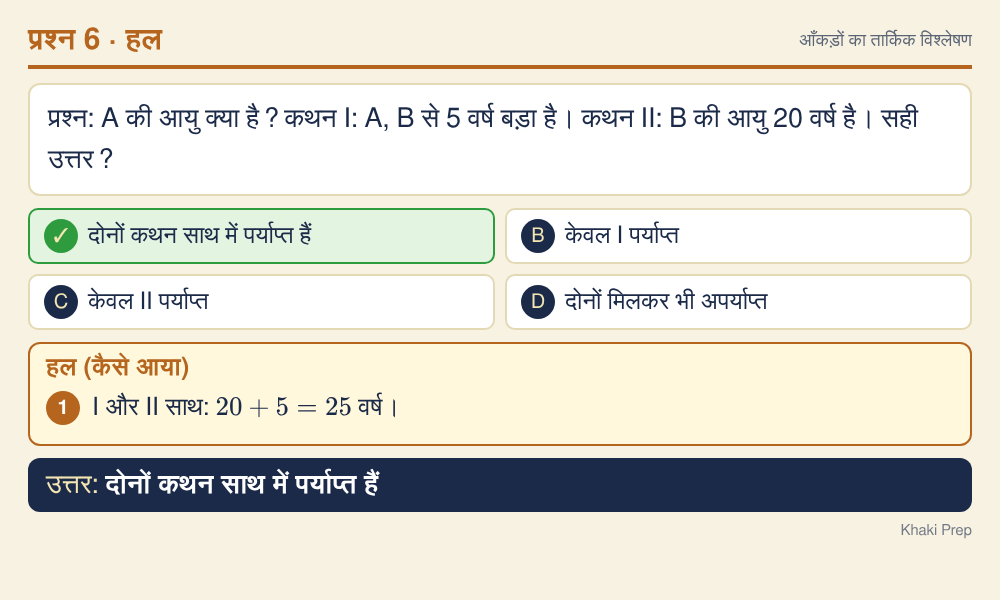 प्रश्न 6 · हल
आँकड़ों का तार्किक विश्लेषण
प्रश्न: A की आयु क्या है ? कथन I: A, B से 5 वर्ष बड़ा है। कथन II: B की आयु 20 वर्ष है। सही
उत्तर ?
✓ दोनों कथन साथ में पर्याप्त हैं
B केवल I पर्याप्त
C केवल II पर्याप्त
D दोनों मिलकर भी अपर्याप्त
हल (कैसे आया)
1 I और II साथ: 20 + 5 = 25 वर्ष।
उत्तर: दोनों कथन साथ में पर्याप्त हैं
Khaki Prep